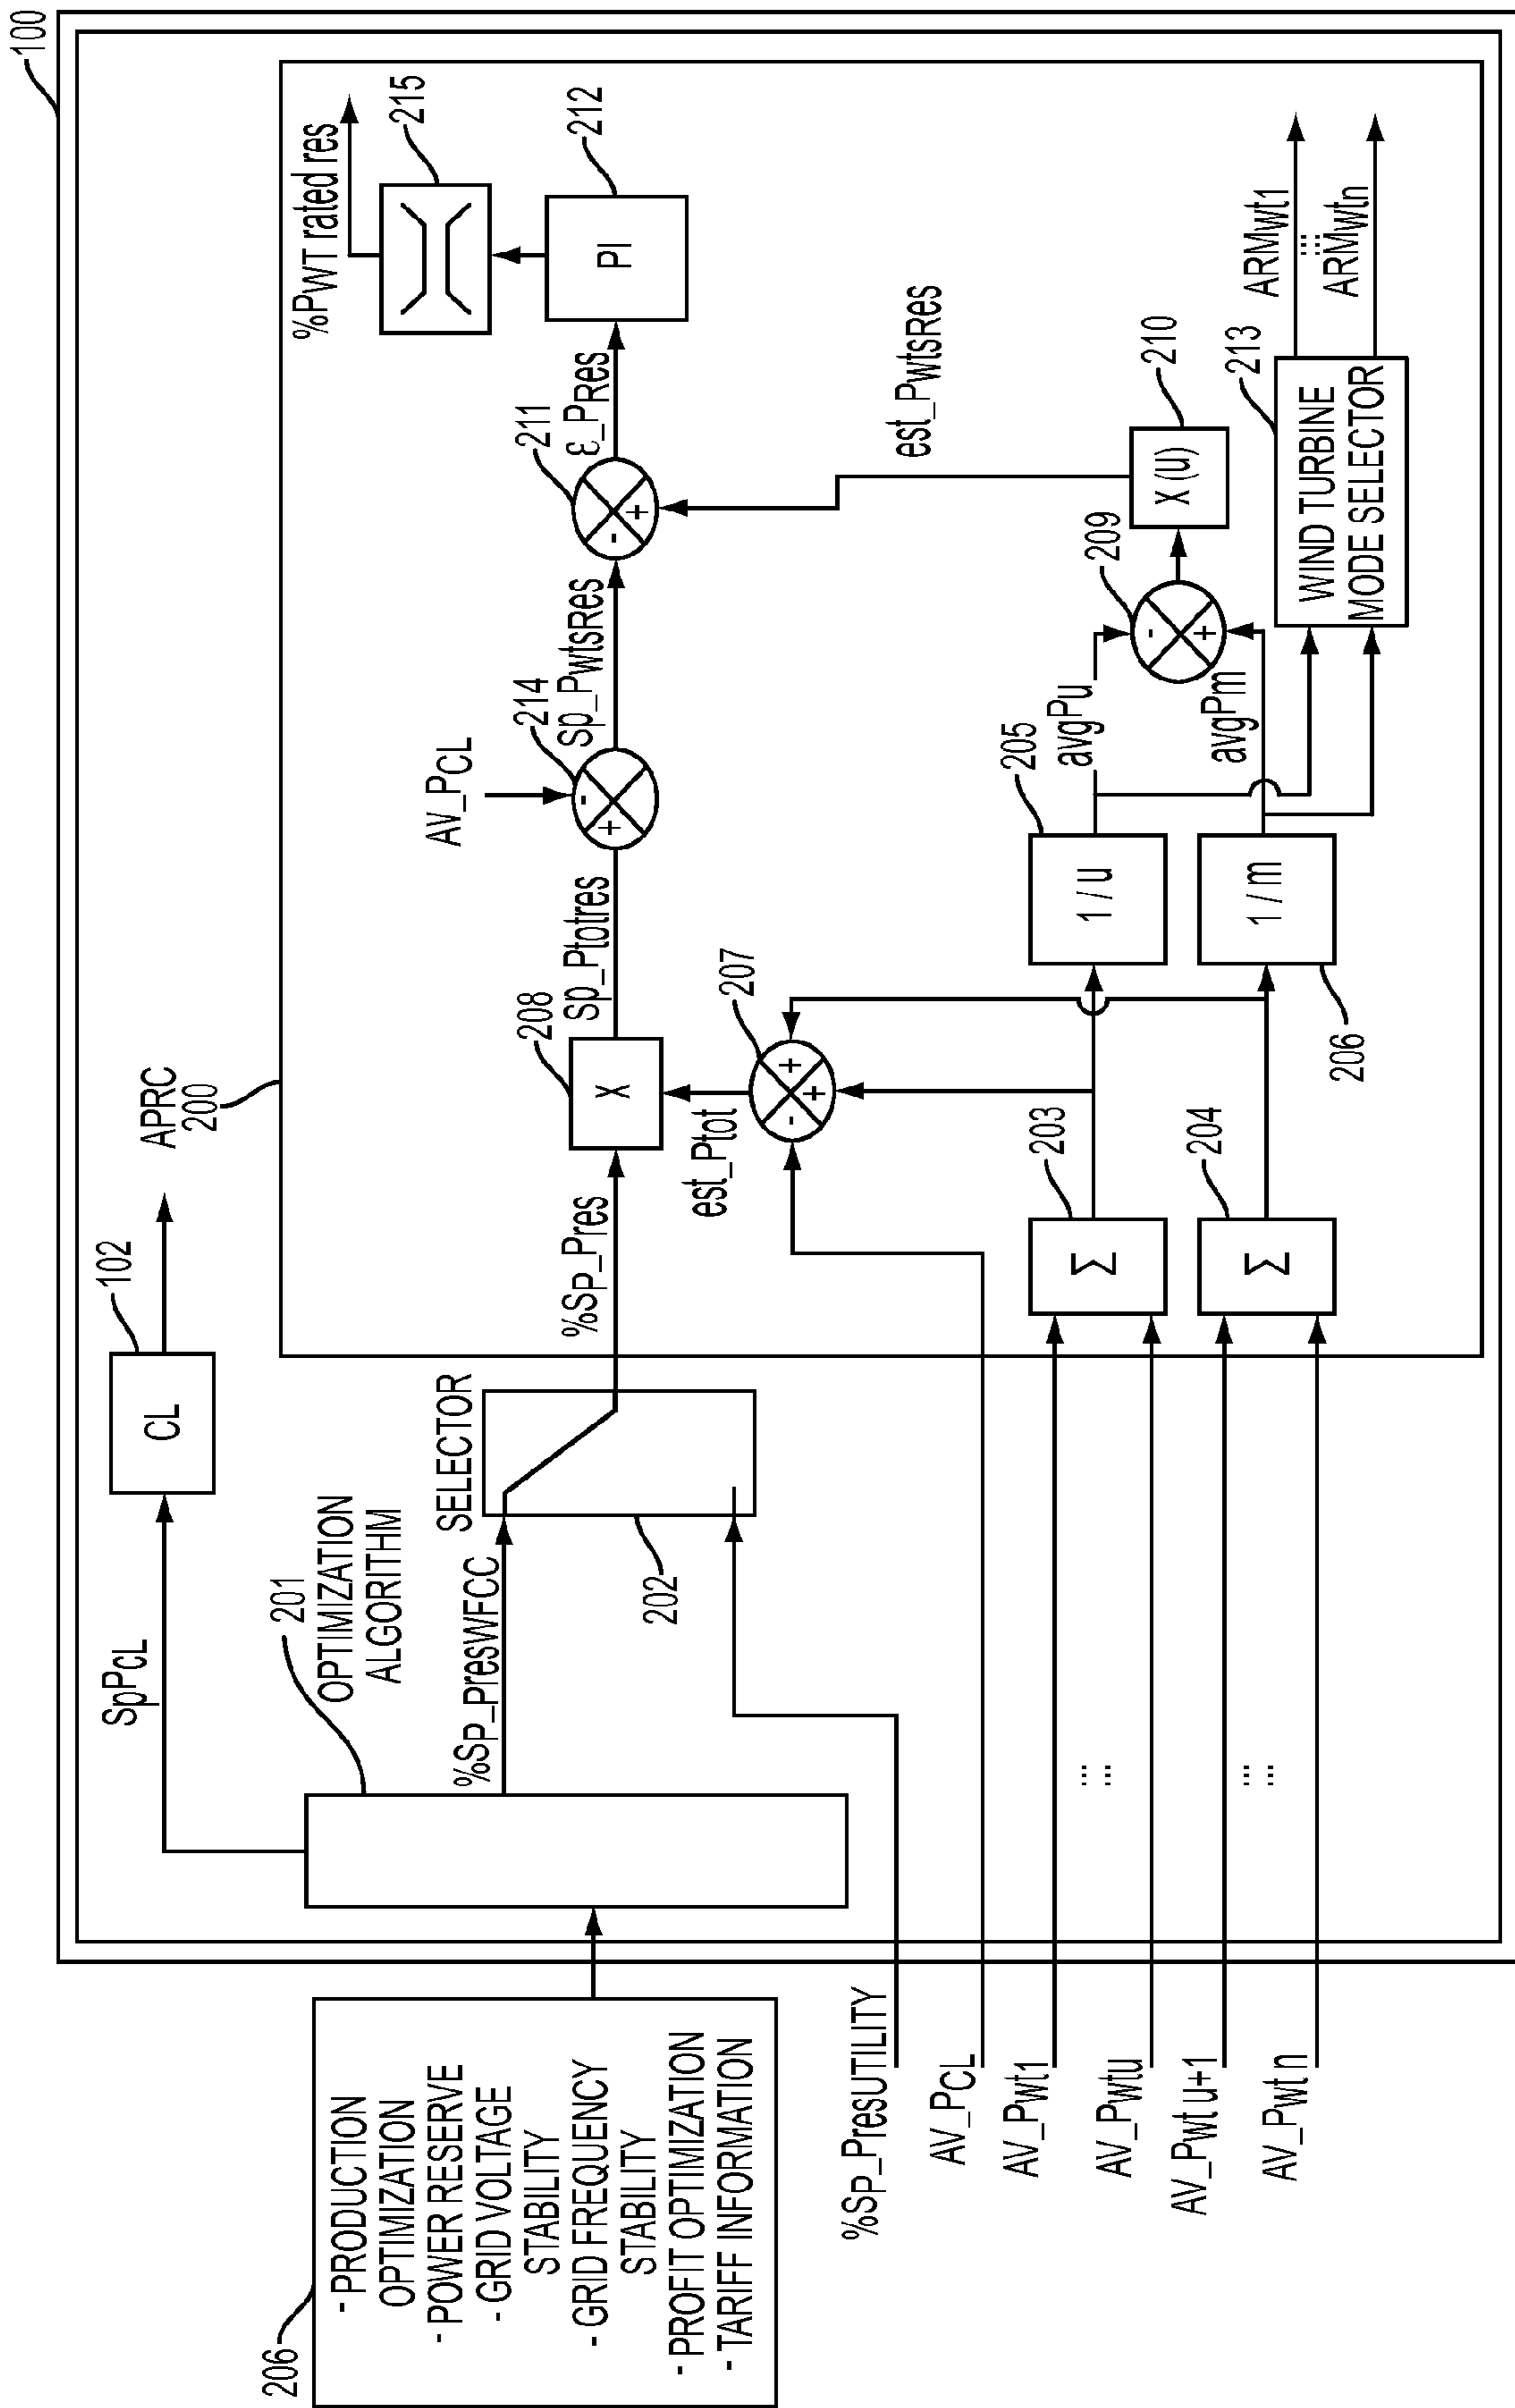 100
APRC
200
102
CL
SpPCL
201
OPTIMIZATION
ALGORITHM
206
- PRODUCTION
OPTIMIZATION
- POWER RESERVE
- GRID VOLTAGE
STABILITY
- GRID FREQUENCY
STABILITY
- PROFIT OPTIMIZATION
- TARIFF INFORMATION
%SP_PresWFCC
SELECTOR
202
%SP_PresUTILITY
AV_PCL
AV_Pwt1
AV_Pwtu
AV_Pwtu+1
AV_Pwtn
...
...
...
...
%SP_Pres
208
X
est_Ptot
207
- + +
203
Σ
204
Σ
Sp_Ptotres
AV_PCL
214
+ -
Sp_PwtsRes
211
- +
ε_PRes
212
PI
215
%PWT rated res
205
1 / u
206
1 / m
avgPu
avgPm
209
- +
210
X (u)
est_PwtsRes
213
WIND TURBINE
MODE SELECTOR
ARMwt1
...
...
ARMwtn